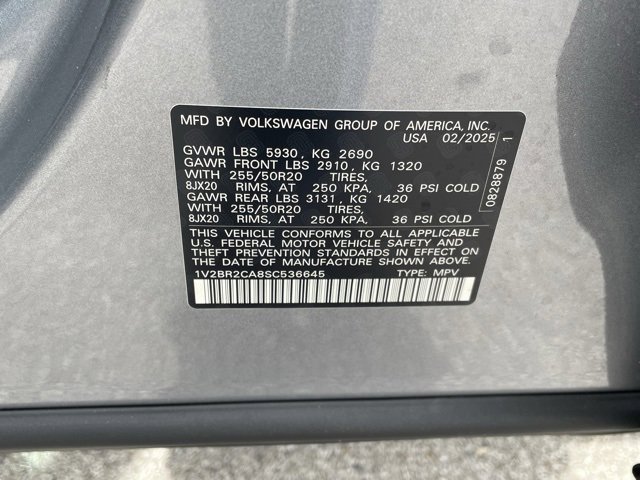 MFD BY VOLKSWAGEN GROUP OF AMERICA, INC.
USA 02/2025
GVWR LBS 5930, KG 2690
GAWR FRONT LBS 2910, KG 1320
WITH 255/50R20 TIRES,
8JX20 RIMS, AT 250 KPA, 36 PSI COLD
GAWR REAR LBS 3131, KG 1420
WITH 255/50R20 TIRES,
8JX20 RIMS, AT 250 KPA, 36 PSI COLD
THIS VEHICLE CONFORMS TO ALL APPLICABLE
U.S. FEDERAL MOTOR VEHICLE SAFETY AND
THEFT PREVENTION STANDARDS IN EFFECT ON
THE DATE OF MANUFACTURE SHOWN ABOVE.
1V2BR2CA8SC536645 TYPE: MPV
0828879 1